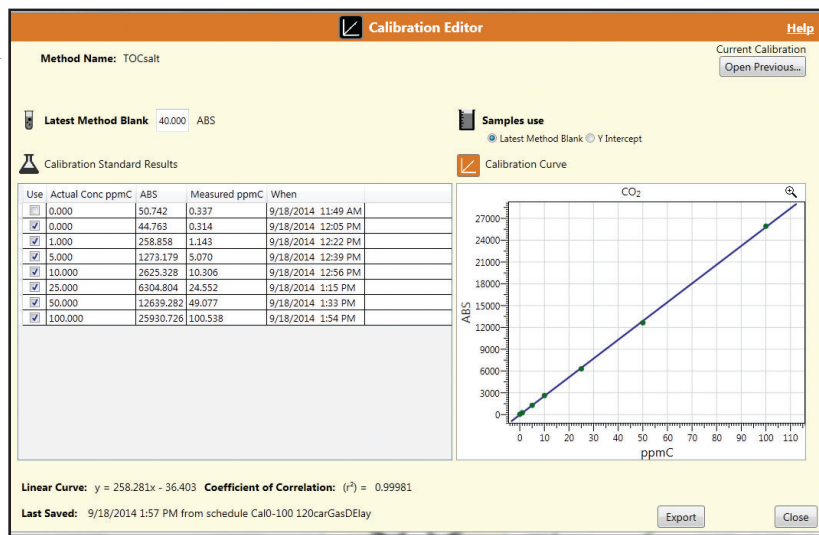 Calibration Editor
Help
Method Name: TOCsalt
Current Calibration
Open Previous...
Latest Method Blank 40.000 ABS
Samples use
Latest Method Blank Y Intercept
Calibration Standard Results
Calibration Curve
Use Actual Conc ppmC ABS Measured ppmC When
0.000 50.742 0.337 9/18/2014 11:49 AM
0.000 44.763 0.314 9/18/2014 12:05 PM
1.000 258.858 1.143 9/18/2014 12:22 PM
5.000 1273.179 5.070 9/18/2014 12:39 PM
10.000 2625.328 10.306 9/18/2014 12:56 PM
25.000 6304.804 24.552 9/18/2014 1:15 PM
50.000 12639.282 49.077 9/18/2014 1:33 PM
100.000 25930.726 100.538 9/18/2014 1:54 PM
CO₂
27000
24000
21000
18000
15000
12000
9000
6000
3000
0
ABS
0 10 20 30 40 50 60 70 80 90 100 110
ppmC
Linear Curve: y = 258.281x - 36.403 Coefficient of Correlation: (r²) = 0.99981
Last Saved: 9/18/2014 1:57 PM from schedule Cal0-100 120carGasDElay
Export
Close